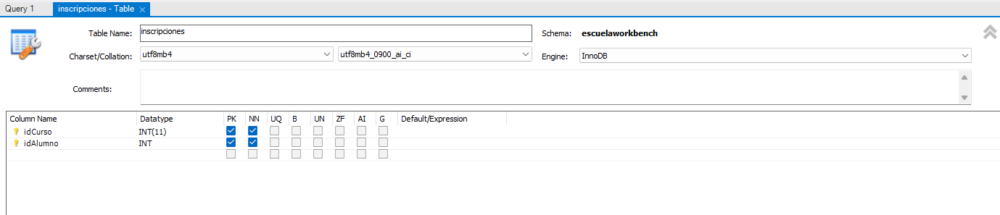 Query 1 inscripciones - Table
Table Name: inscripciones Schema: escuelaworkbench
Charset/Collation: utf8mb4 utf8mb4_0900_ai_ci Engine: InnoDB
Comments:
Column Name Datatype PK NN UQ B UN ZF AI G Default/Expression
idCurso INT(11)
idAlumno INT